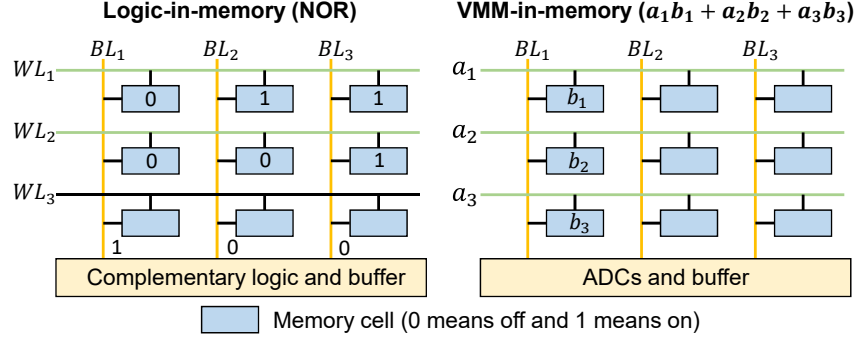 Logic-in-memory (NOR)
BL₁ BL₂ BL₃
WL₁
0 1 1
WL₂
0 0 1
WL₃
1 0 0
Complementary logic and buffer
VMM-in-memory (a₁b₁ + a₂b₂ + a₃b₃)
BL₁ BL₂ BL₃
a₁
b₁
a₂
b₂
a₃
b₃
ADCs and buffer
Memory cell (0 means off and 1 means on)